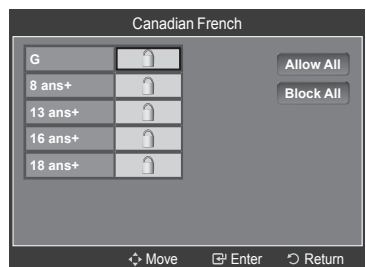 Canadian French
G
8 ans+
13 ans+
16 ans+
18 ans+
Allow All
Block All
Move Enter Return